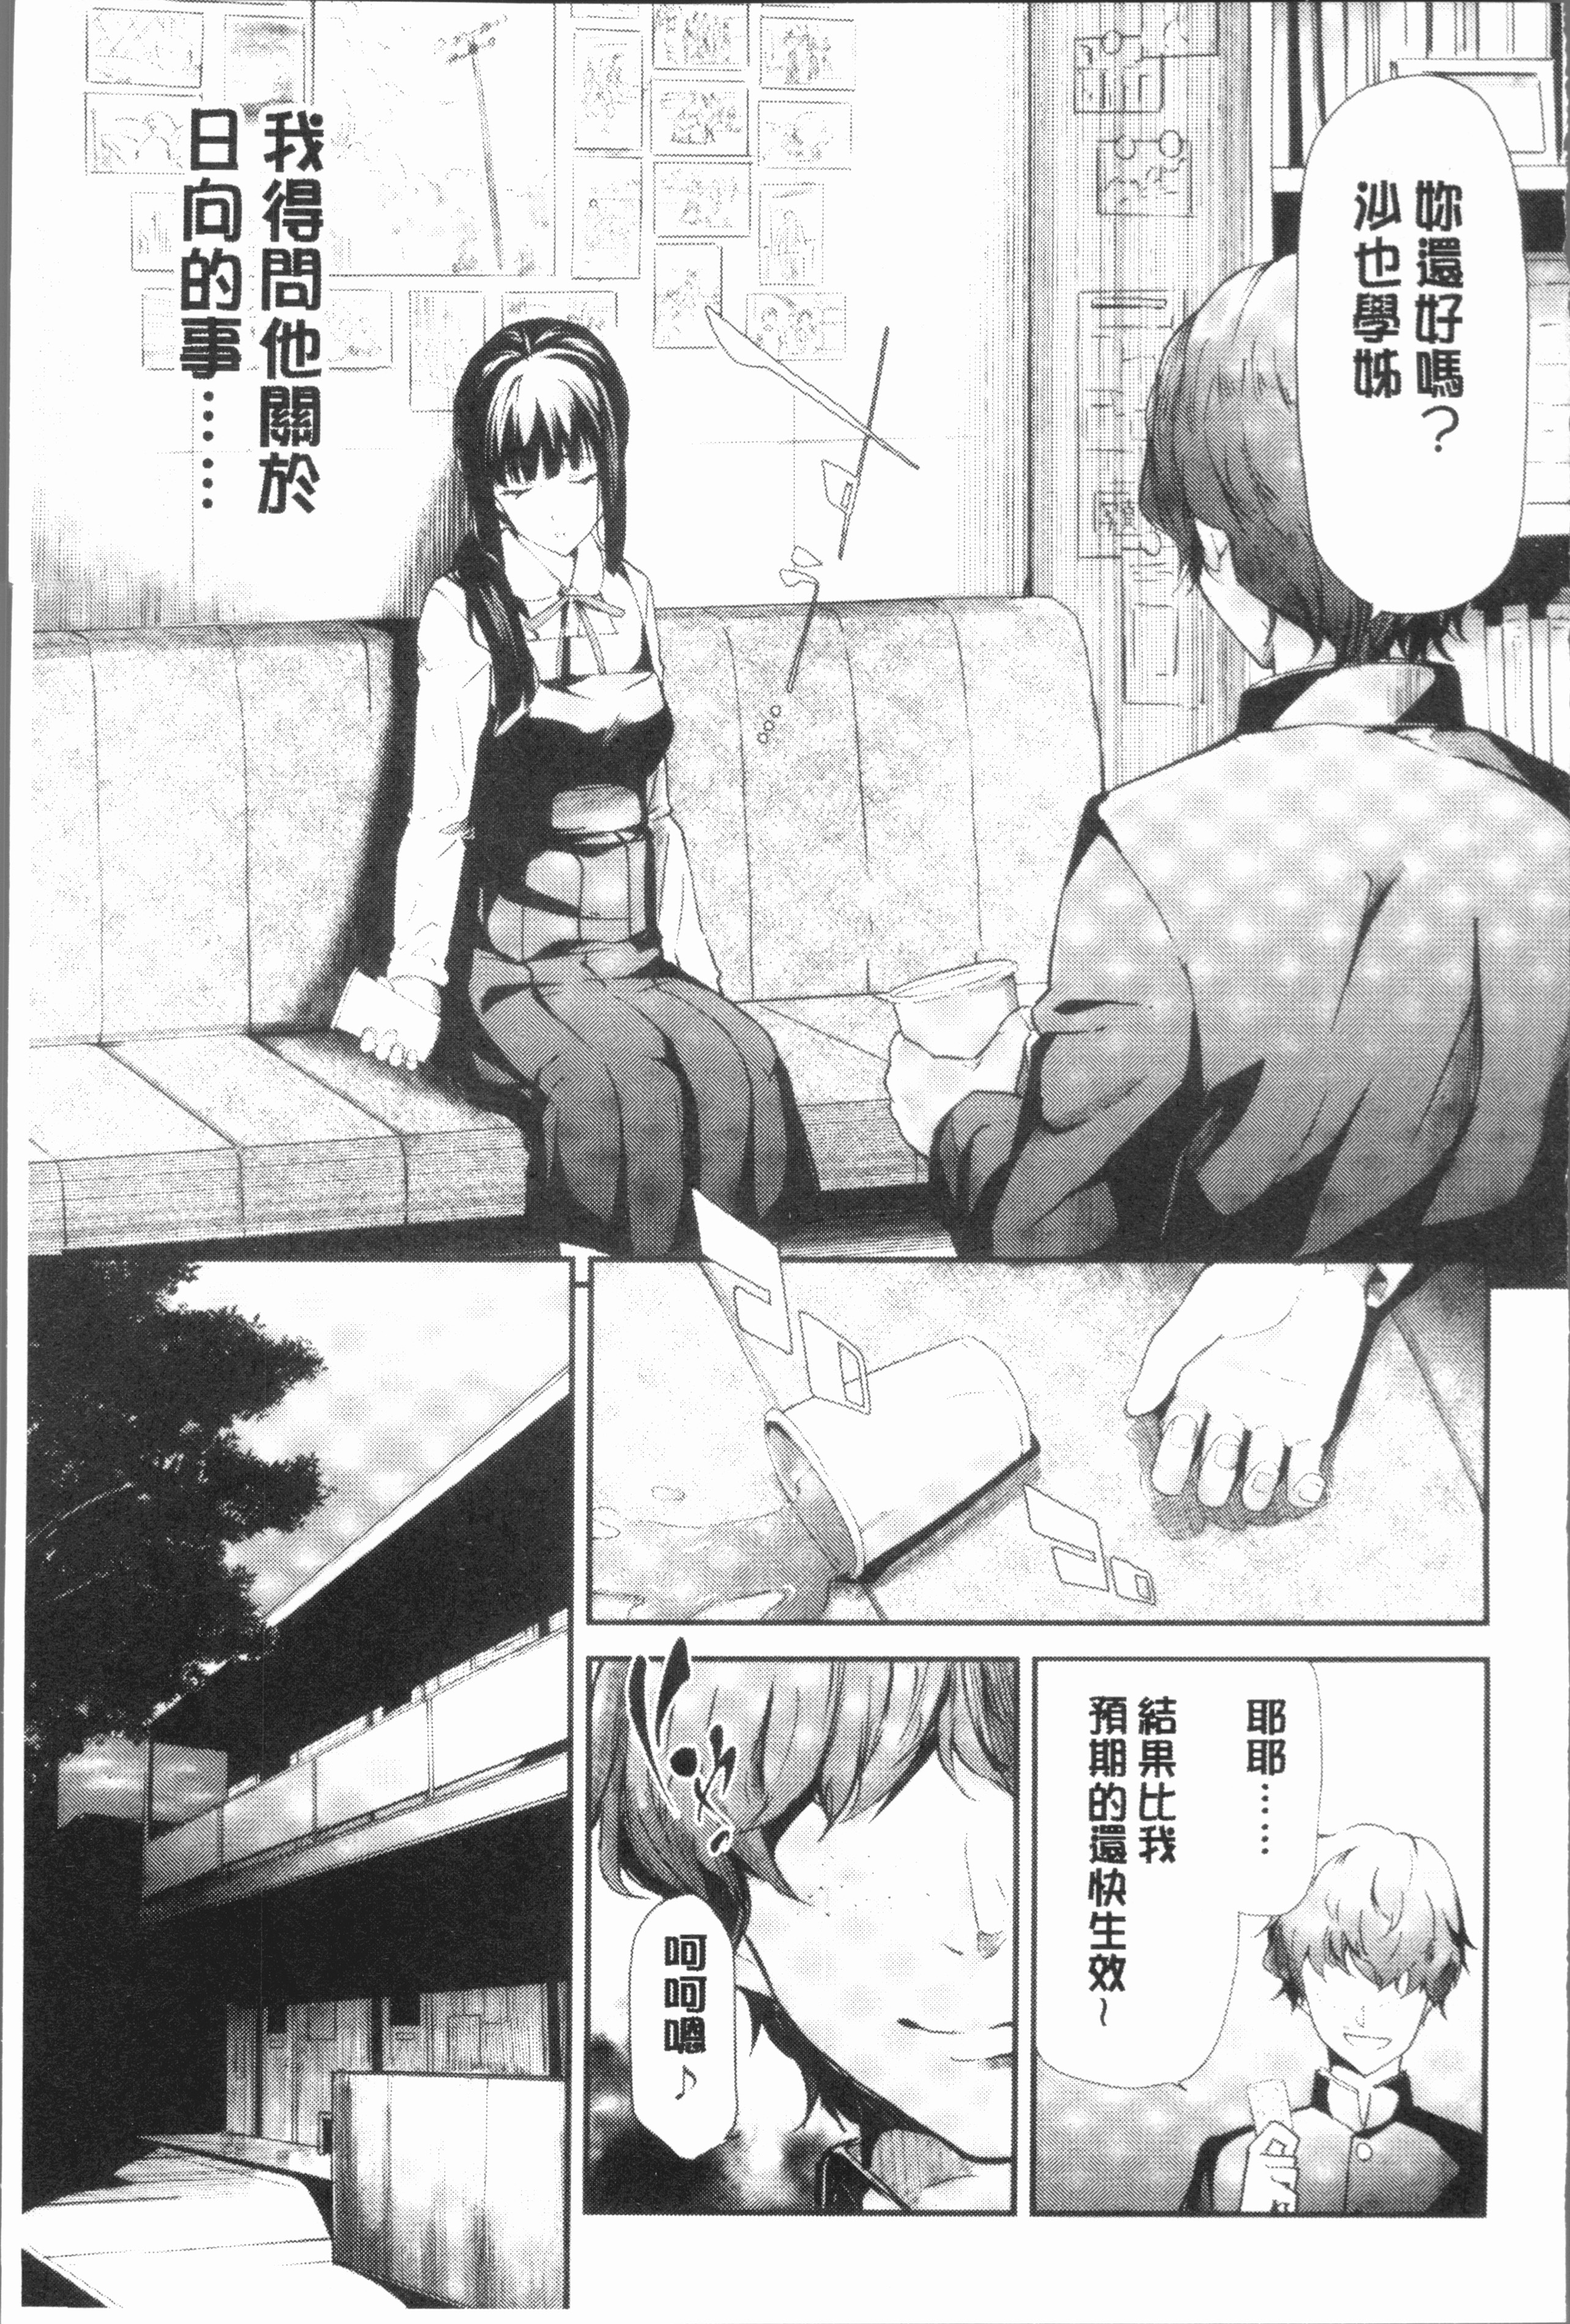 妳還好嗎？
沙也學姊
我得問他關於
日向的事……
耶耶……
結果比我
預期的還快生效~
呵呵嗯♪